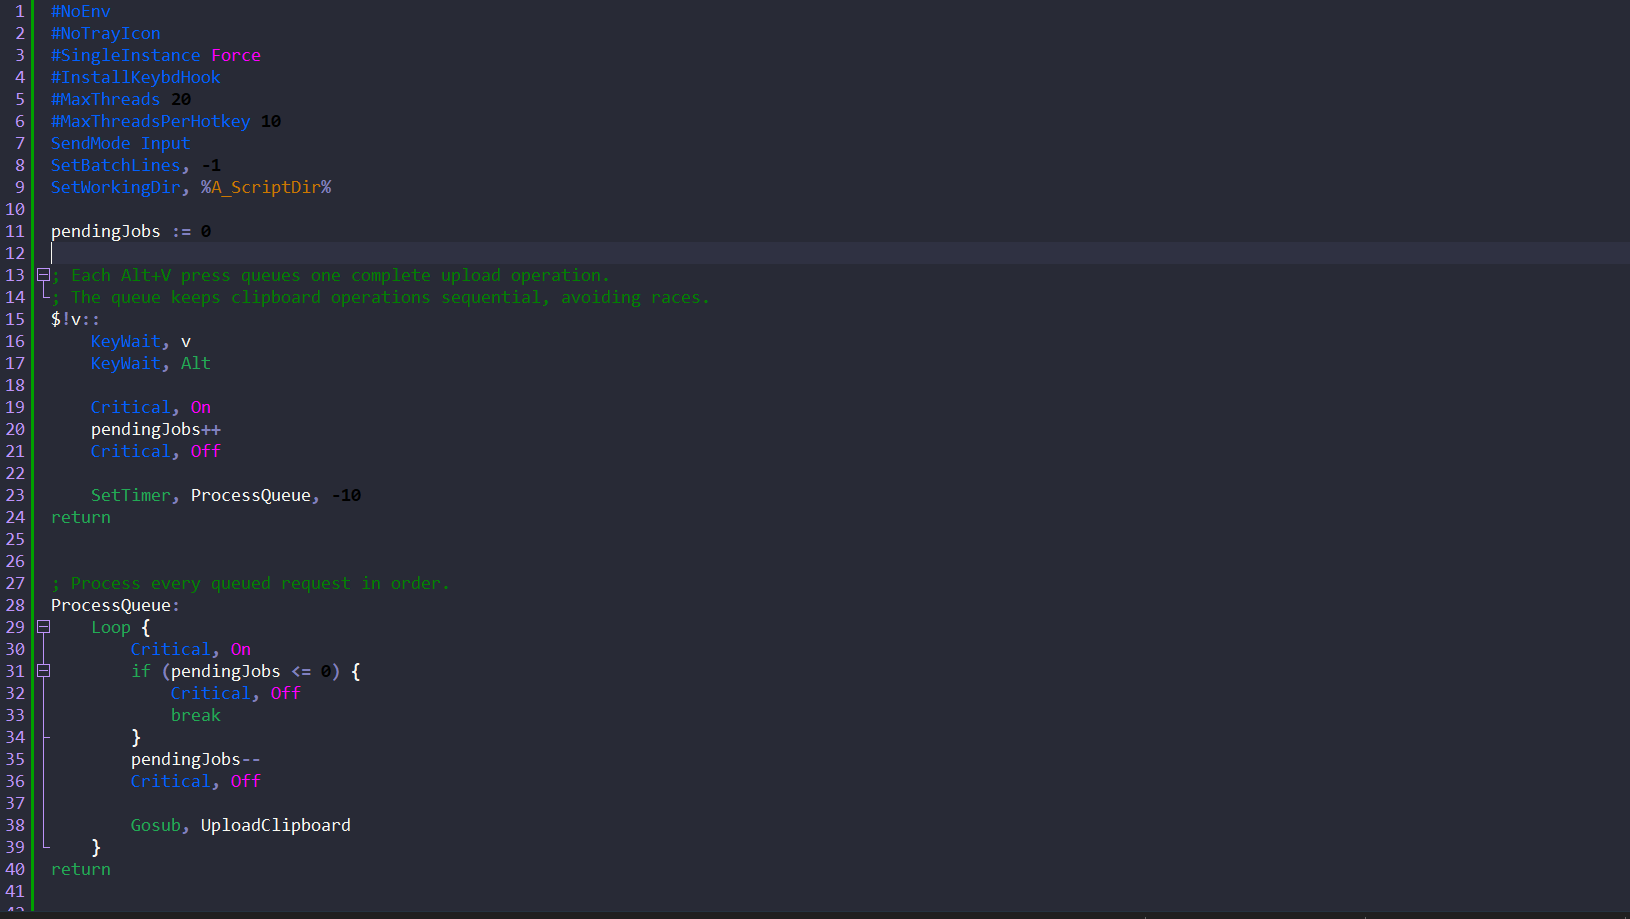 1 #NoEnv
2 #NoTrayIcon
3 #SingleInstance Force
4 #InstallKeybdHook
5 #MaxThreads 20
6 #MaxThreadsPerHotkey 10
7 SendMode Input
8 SetBatchLines, -1
9 SetWorkingDir, %A_ScriptDir%
10
11 pendingJobs := 0
12
13 ; Each Alt+V press queues one complete upload operation.
14 ; The queue keeps clipboard operations sequential, avoiding races.
15 $!v::
16     KeyWait, v
17     KeyWait, Alt
18
19     Critical, On
20     pendingJobs++
21     Critical, Off
22
23     SetTimer, ProcessQueue, -10
24 return
25
26
27 ; Process every queued request in order.
28 ProcessQueue:
29     Loop {
30         Critical, On
31         if (pendingJobs <= 0) {
32             Critical, Off
33             break
34         }
35         pendingJobs--
36         Critical, Off
37
38         Gosub, UploadClipboard
39     }
40 return
41